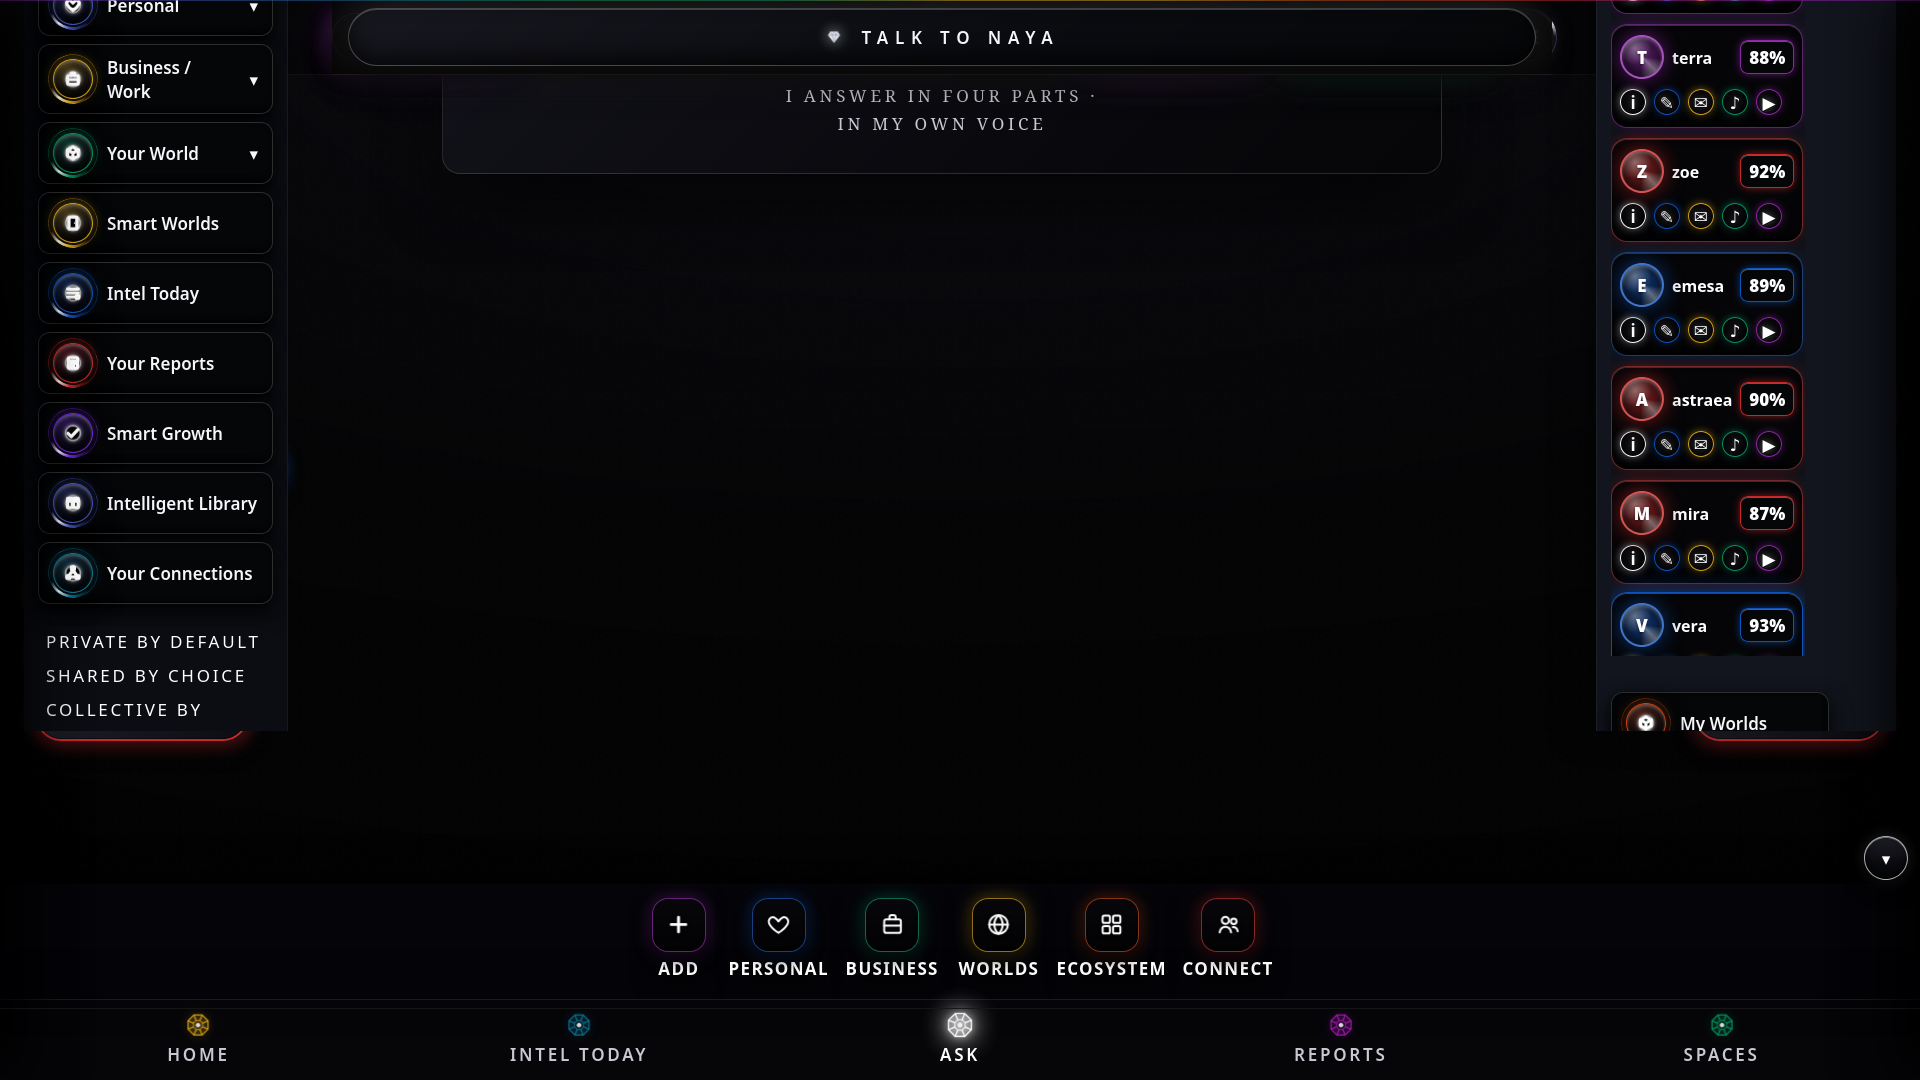 Personal ▼
Business /
Work ▼
Your World ▼
Smart Worlds
Intel Today
Your Reports
Smart Growth
Intelligent Library
Your Connections
PRIVATE BY DEFAULT
SHARED BY CHOICE
COLLECTIVE BY
TALK TO NAYA
I ANSWER IN FOUR PARTS ·
IN MY OWN VOICE
T terra 88%
i ✎ ✉ ♪ ▶
Z zoe 92%
i ✎ ✉ ♪ ▶
E emesa 89%
i ✎ ✉ ♪ ▶
A astraea 90%
i ✎ ✉ ♪ ▶
M mira 87%
i ✎ ✉ ♪ ▶
V vera 93%
My Worlds
▼
ADD PERSONAL BUSINESS WORLDS ECOSYSTEM CONNECT
HOME INTEL TODAY ASK REPORTS SPACES